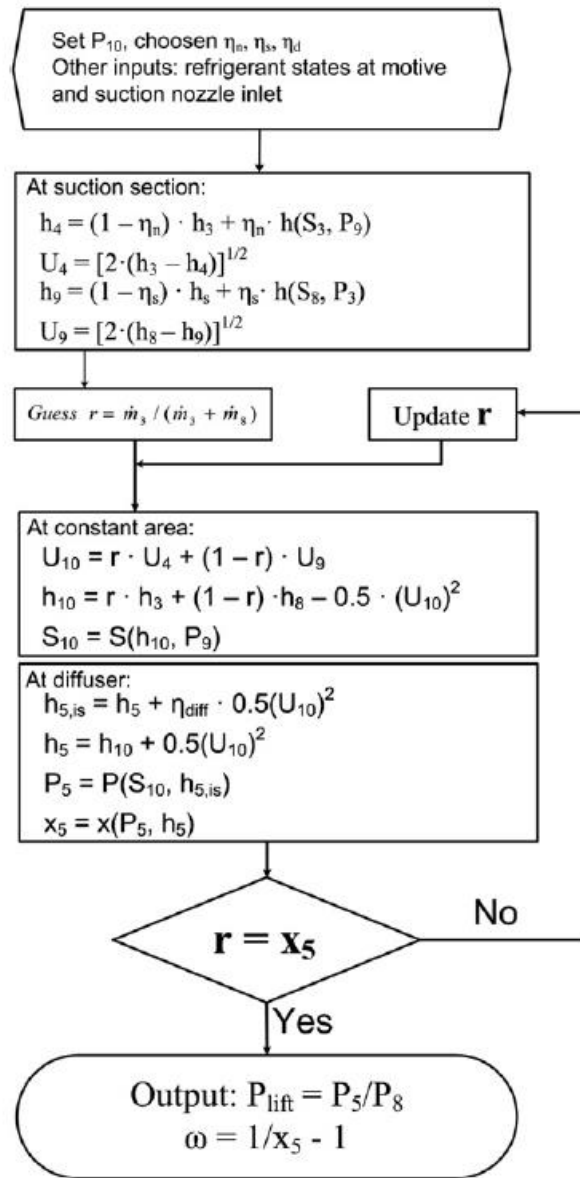 Set P₁₀, choosen ηₙ, ηₛ, η_d
Other inputs: refrigerant states at motive
and suction nozzle inlet
At suction section:
h₄ = (1 − ηₙ) · h₃ + ηₙ· h(S₃, P₉)
U₄ = [2·(h₃ − h₄)]^1/2
h₉ = (1 − ηₛ) · hₛ + ηₛ· h(S₈, P₃)
U₉ = [2·(h₈ − h₉)]^1/2
Guess r = ṁ₃ / (ṁ₃ + ṁ₈)
Update r
At constant area:
U₁₀ = r · U₄ + (1 − r) · U₉
h₁₀ = r · h₃ + (1 − r) ·h₈ − 0.5 · (U₁₀)²
S₁₀ = S(h₁₀, P₉)
At diffuser:
h_5,is = h₅ + η_diff · 0.5(U₁₀)²
h₅ = h₁₀ + 0.5(U₁₀)²
P₅ = P(S₁₀, h_5,is)
x₅ = x(P₅, h₅)
r = x₅
No
Yes
Output: P_lift = P₅/P₈
ω = 1/x₅ - 1